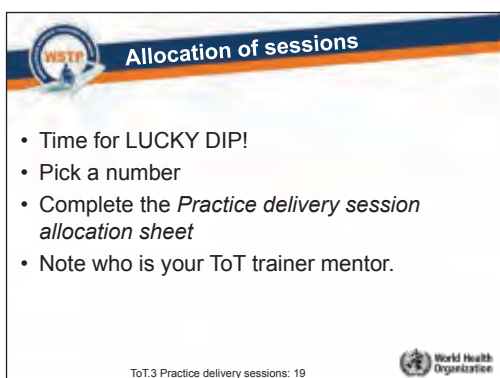 WSTP
Allocation of sessions
• Time for LUCKY DIP!
• Pick a number
• Complete the Practice delivery session
allocation sheet
• Note who is your ToT trainer mentor.
ToT.3 Practice delivery sessions: 19
World Health
Organization